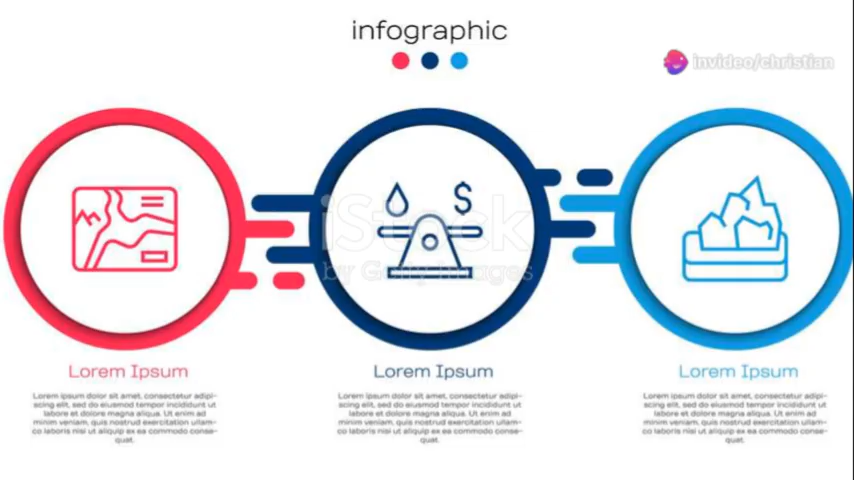 infographic
invideo/christian
$
iStock
by Getty Images
Lorem Ipsum
Lorem ipsum dolor sit amet, consectetur adipi-
scing elit, sed do eiusmod tempor incididunt ut
labore et dolore magna aliqua. Ut enim ad
minim veniam, quis nostrud exercitation ullam-
co laboris nisi ut aliquip ex ea commodo conse-
quat.
Lorem Ipsum
Lorem ipsum dolor sit amet, consectetur adipi-
scing elit, sed do eiusmod tempor incididunt ut
labore et dolore magna aliqua. Ut enim ad
minim veniam, quis nostrud exercitation ullam-
co laboris nisi ut aliquip ex ea commodo conse-
quat.
Lorem Ipsum
Lorem ipsum dolor sit amet, consectetur adipi-
scing elit, sed do eiusmod tempor incididunt ut
labore et dolore magna aliqua. Ut enim ad
minim veniam, quis nostrud exercitation ullam-
co laboris nisi ut aliquip ex ea commodo conse-
quat.